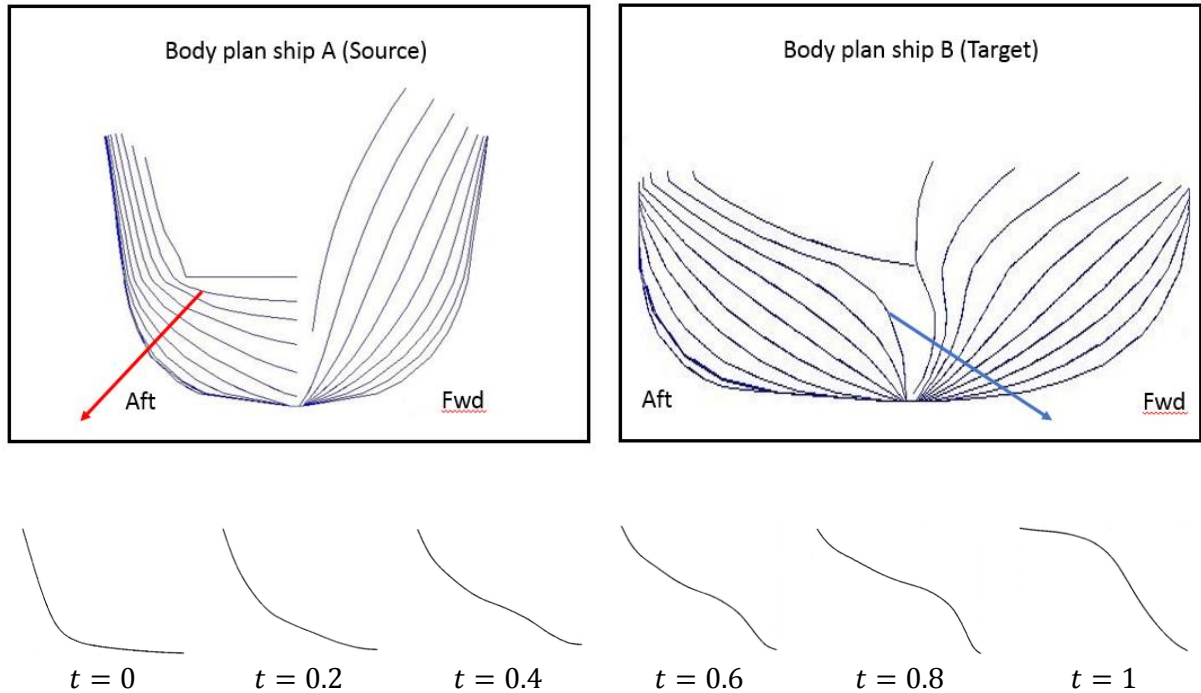 Body plan ship A (Source)
Aft
Fwd
Body plan ship B (Target)
Aft
Fwd
t = 0
t = 0.2
t = 0.4
t = 0.6
t = 0.8
t = 1